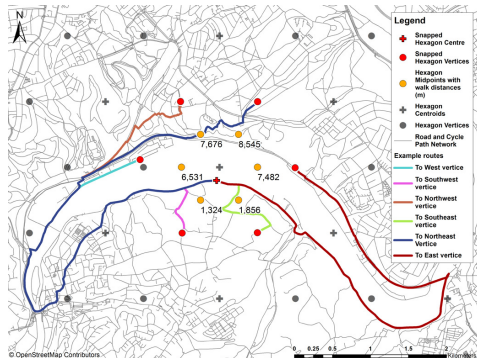 N
Legend
Snapped
Hexagon Centre
Snapped
Hexagon Vertices
Hexagon
Midpoints with
walk distances
(m)
Hexagon
Centroids
Hexagon Vertices
Road and Cycle
Path Network
Example routes
To West vertice
To Southwest
vertice
To Northwest
vertice
To Southeast
vertice
To Northeast
Vertice
To East vertice
7,676 8,545
6,531 7,482
1,324 1,856
0 0.25 0.5 1 1.5 2
Kilometers
© OpenStreetMap Contributors